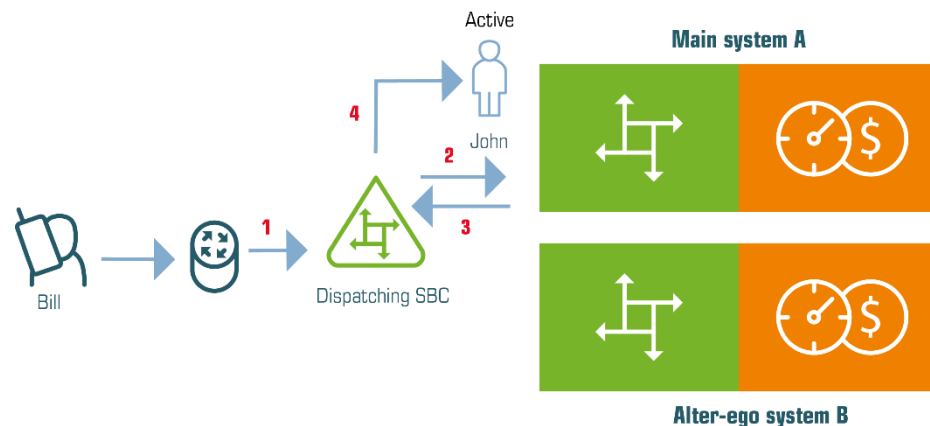 Active
Main system A
4
John
2
$
1
3
Bill
Dispatching SBC
$
Alter-ego system B